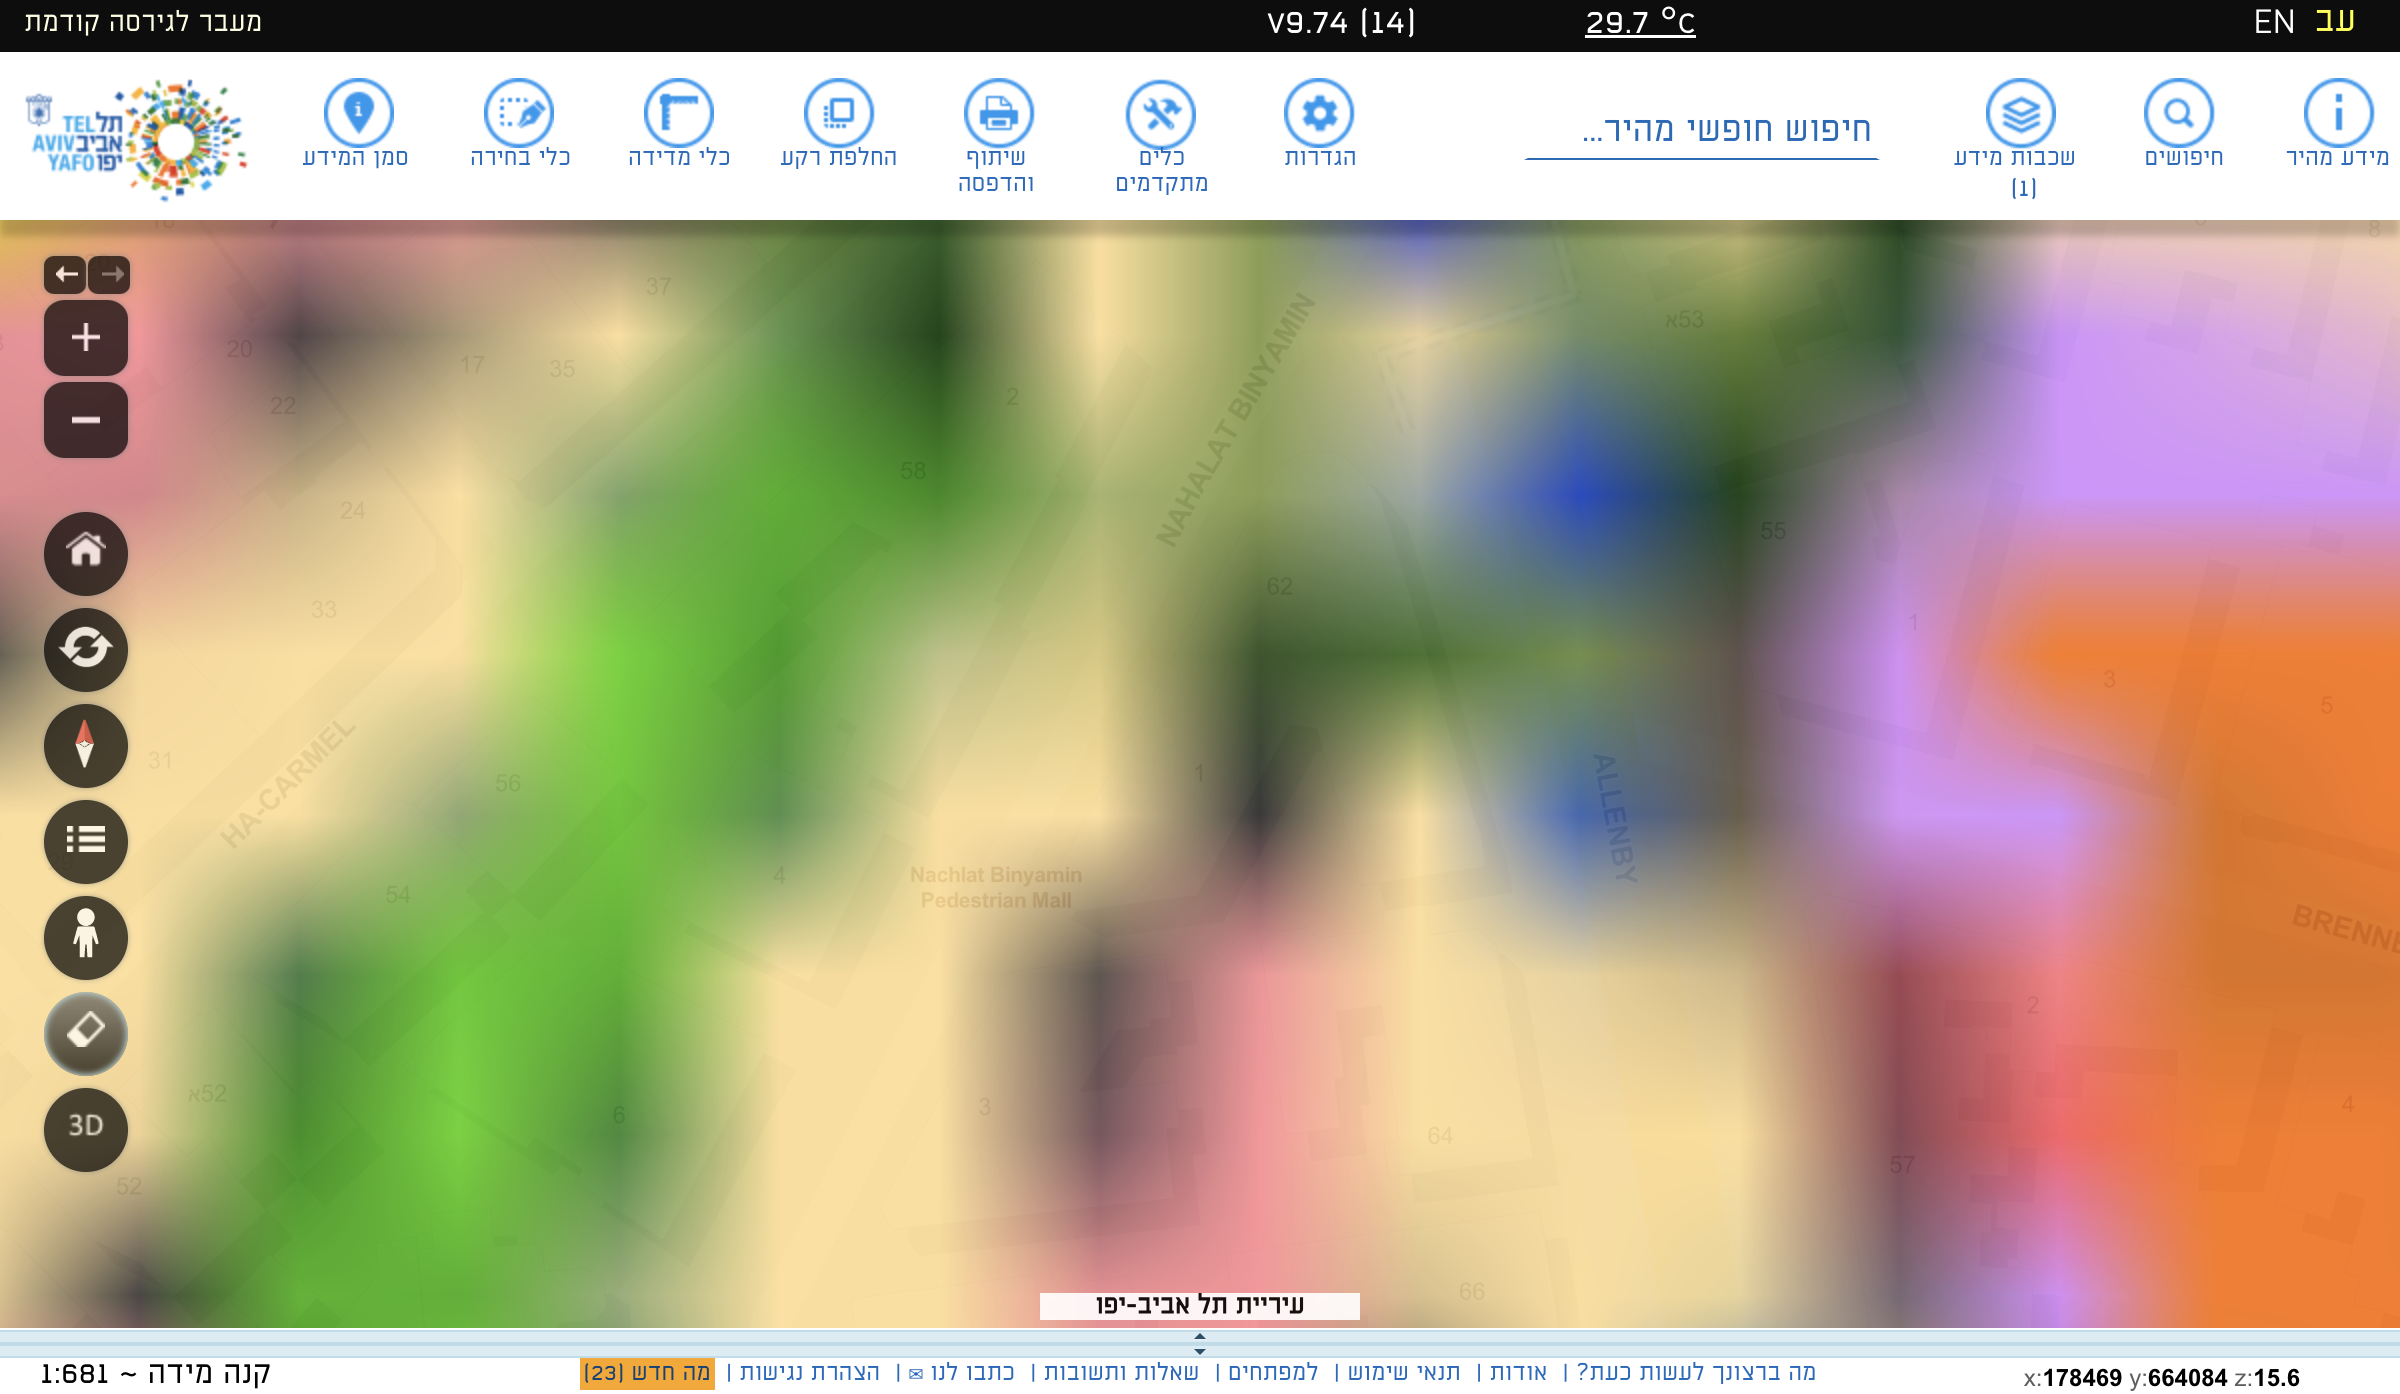 מעבר לגירסה קודמת
V9.74 (14)
29.7 °C
EN עב
תל אביב יפו
TEL AVIV YAFO
סמן המידע
כלי בחירה
כלי מדידה
החלפת רקע
שיתוף והדפסה
כלים מתקדמים
הגדרות
חיפוש חופשי מהיר...
שכבות מידע (1)
חיפושים
מידע מהיר
37
20
17
35
22
2
58
24
33
31
56
54
4
א52
6
52
NAHALAT BINYAMIN
HA-CARMEL
62
1
Nachlat Binyamin
Pedestrian Mall
3
64
66
א53
55
1
3
5
ALLENBY
BRENNE
2
57
4
3D
עיריית תל אביב-יפו
קנה מידה ~ 1:681
מה ברצונך לעשות כעת? | אודות | תנאי שימוש | למפתחים | שאלות ותשובות | כתבו לנו ✉ | הצהרת נגישות | מה חדש (23)
x:178469 y:664084 z:15.6